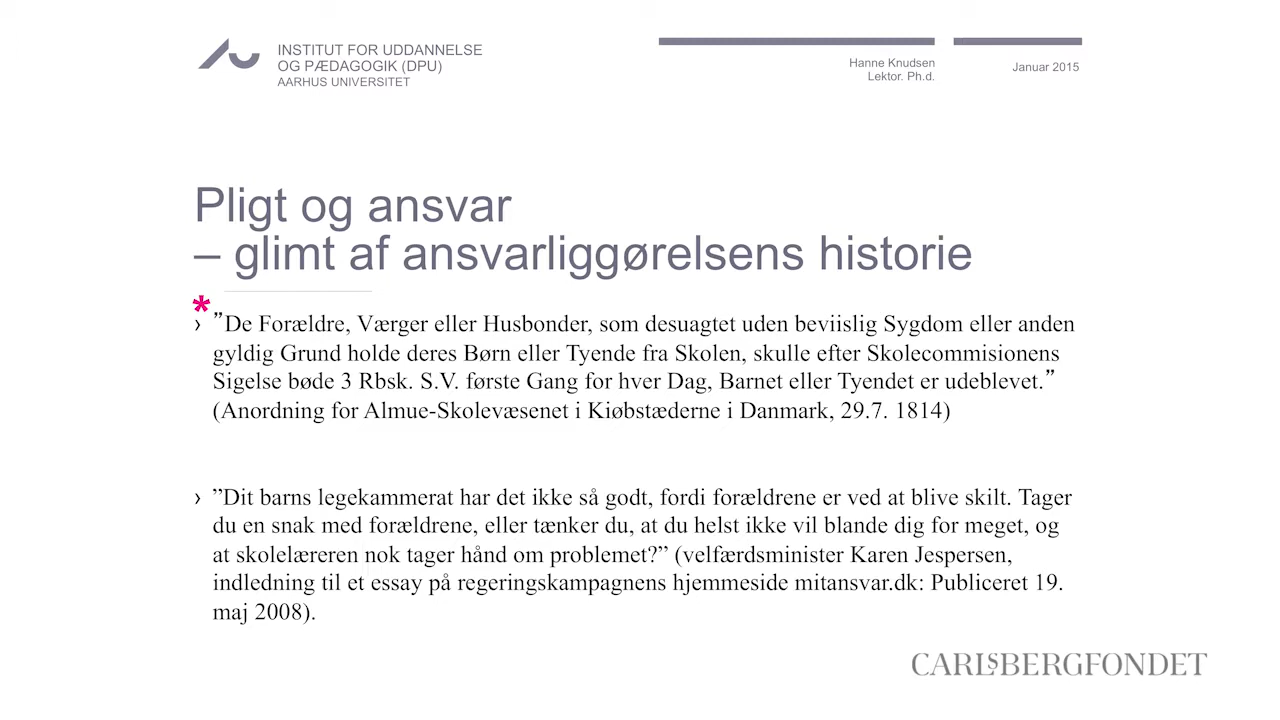 INSTITUT FOR UDDANNELSE
OG PÆDAGOGIK (DPU)
AARHUS UNIVERSITET
Hanne Knudsen
Lektor. Ph.d.
Januar 2015
Pligt og ansvar
– glimt af ansvarliggørelsens historie
*
› ”De Forældre, Værger eller Husbonder, som desuagtet uden beviislig Sygdom eller anden
gyldig Grund holde deres Børn eller Tyende fra Skolen, skulle efter Skolecommisionens
Sigelse bøde 3 Rbsk. S.V. første Gang for hver Dag, Barnet eller Tyendet er udeblevet.”
(Anordning for Almue-Skolevæsenet i Kiøbstæderne i Danmark, 29.7. 1814)
› ”Dit barns legekammerat har det ikke så godt, fordi forældrene er ved at blive skilt. Tager
du en snak med forældrene, eller tænker du, at du helst ikke vil blande dig for meget, og
at skolelæreren nok tager hånd om problemet?” (velfærdsminister Karen Jespersen,
indledning til et essay på regeringskampagnens hjemmeside mitansvar.dk: Publiceret 19.
maj 2008).
CARLSBERGFONDET